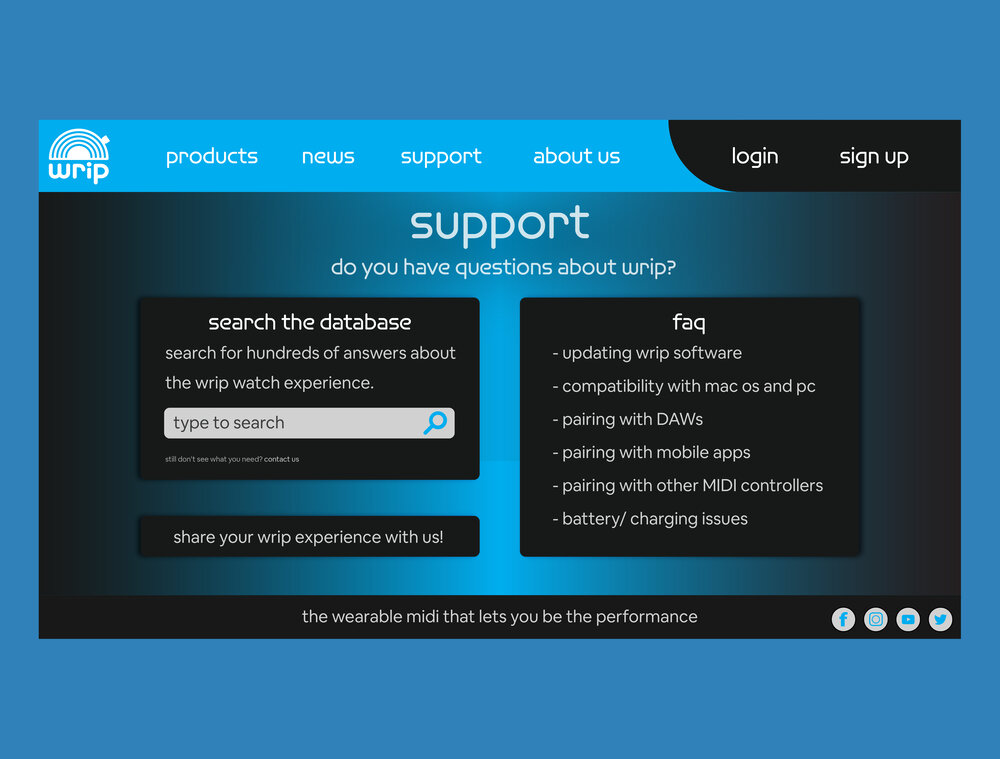 wrip
products news support about us login sign up
support
do you have questions about wrip?
search the database
search for hundreds of answers about
the wrip watch experience.
type to search
still don't see what you need? contact us
share your wrip experience with us!
faq
- updating wrip software
- compatibility with mac os and pc
- pairing with DAWs
- pairing with mobile apps
- pairing with other MIDI controllers
- battery/ charging issues
the wearable midi that lets you be the performance